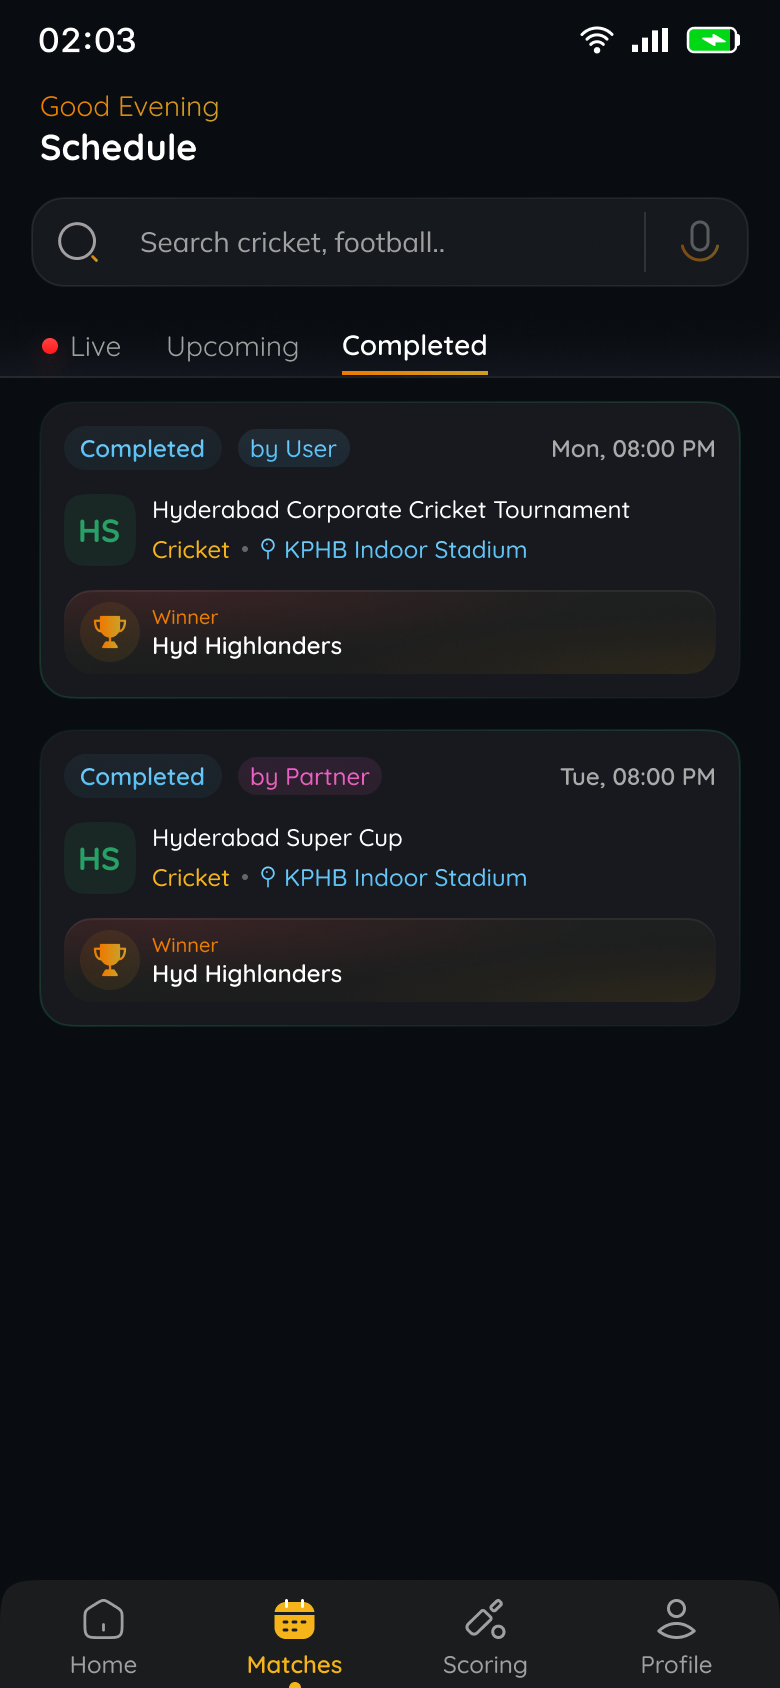 02:03
Good Evening
Schedule
Search cricket, football..
Live Upcoming Completed
Completed by User Mon, 08:00 PM
HS
Hyderabad Corporate Cricket Tournament
Cricket • KPHB Indoor Stadium
Winner
Hyd Highlanders
Completed by Partner Tue, 08:00 PM
HS
Hyderabad Super Cup
Cricket • KPHB Indoor Stadium
Winner
Hyd Highlanders
Home Matches Scoring Profile